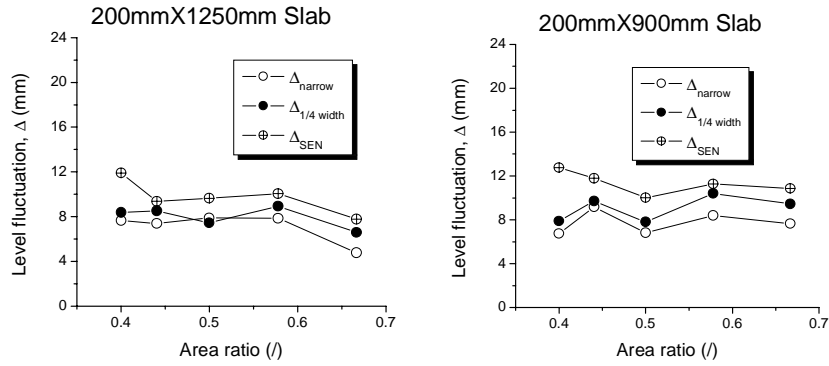 200mmX1250mm Slab
24
20
16
12
8
4
0
Level fluctuation, Δ (mm)
Δnarrow
Δ1/4 width
ΔSEN
0.4 0.5 0.6 0.7
Area ratio (/)
200mmX900mm Slab
24
20
16
12
8
4
0
Level fluctuation, Δ (mm)
Δnarrow
Δ1/4 width
ΔSEN
0.4 0.5 0.6 0.7
Area ratio (/)